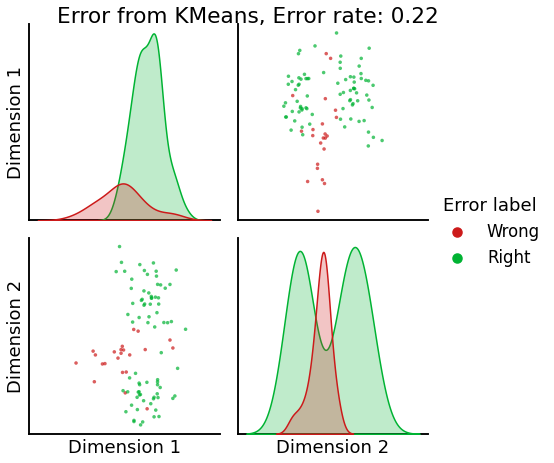 Error from KMeans, Error rate: 0.22
Dimension 1
Error label
Wrong
Right
Dimension 2
Dimension 1
Dimension 2